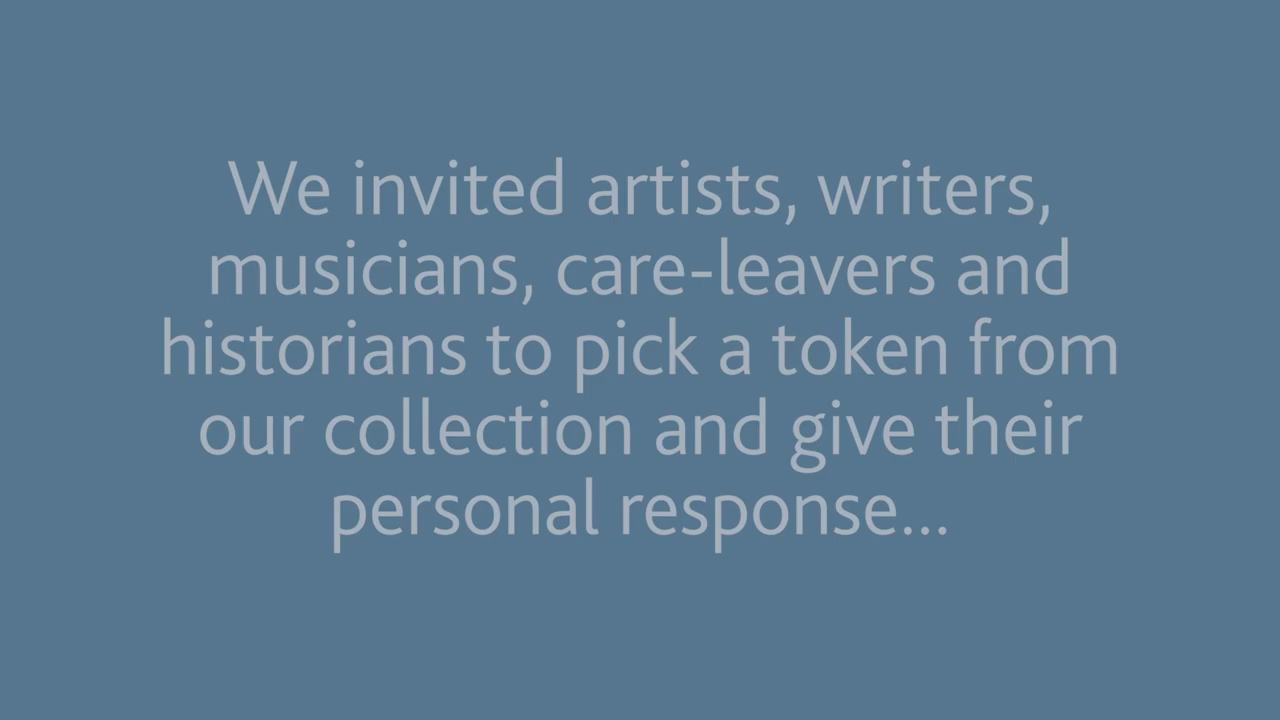 We invited artists, writers,
musicians, care-leavers and
historians to pick a token from
our collection and give their
personal response...